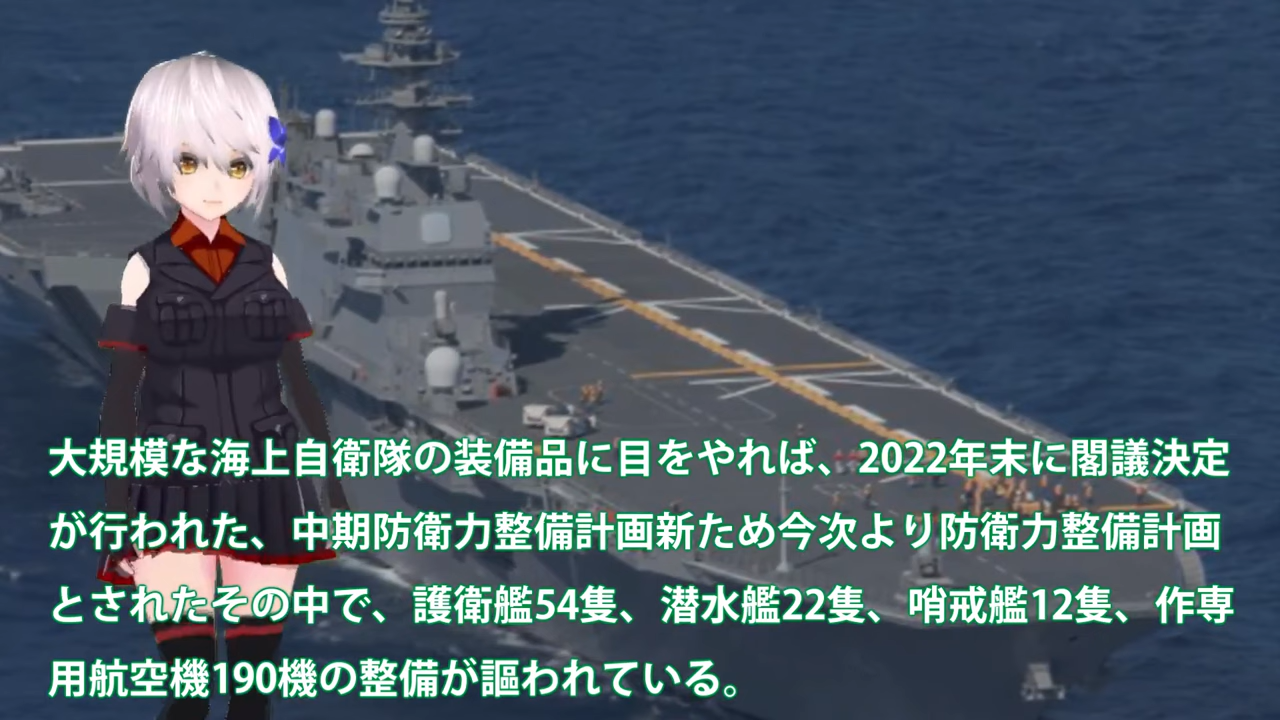 大規模な海上自衛隊の装備品に目をやれば、2022年末に閣議決定
が行われた、中期防衛力整備計画新ため今次より防衛力整備計画
とされたその中で、護衛艦54隻、潜水艦22隻、哨戒艦12隻、作専
用航空機190機の整備が謳われている。